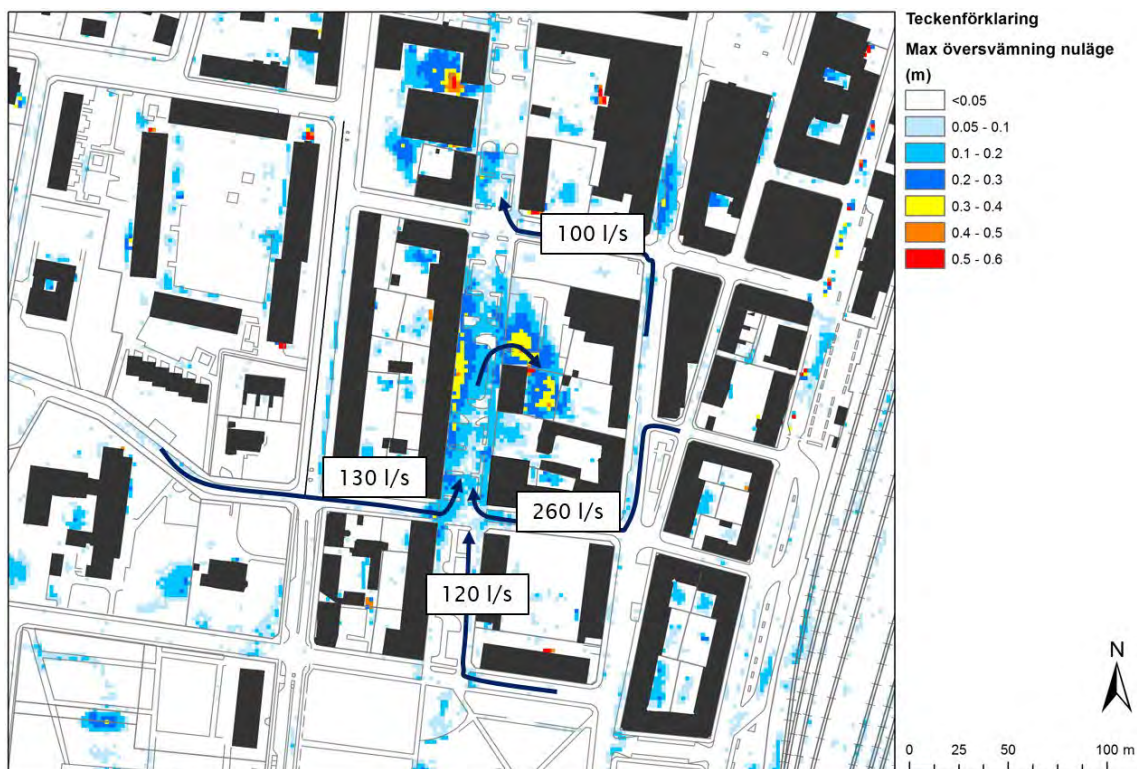 Teckenförklaring
Max översvämning nuläge
(m)
<0.05
0.05 - 0.1
0.1 - 0.2
0.2 - 0.3
0.3 - 0.4
0.4 - 0.5
0.5 - 0.6
100 l/s
130 l/s
260 l/s
120 l/s
N
0 25 50 100 m